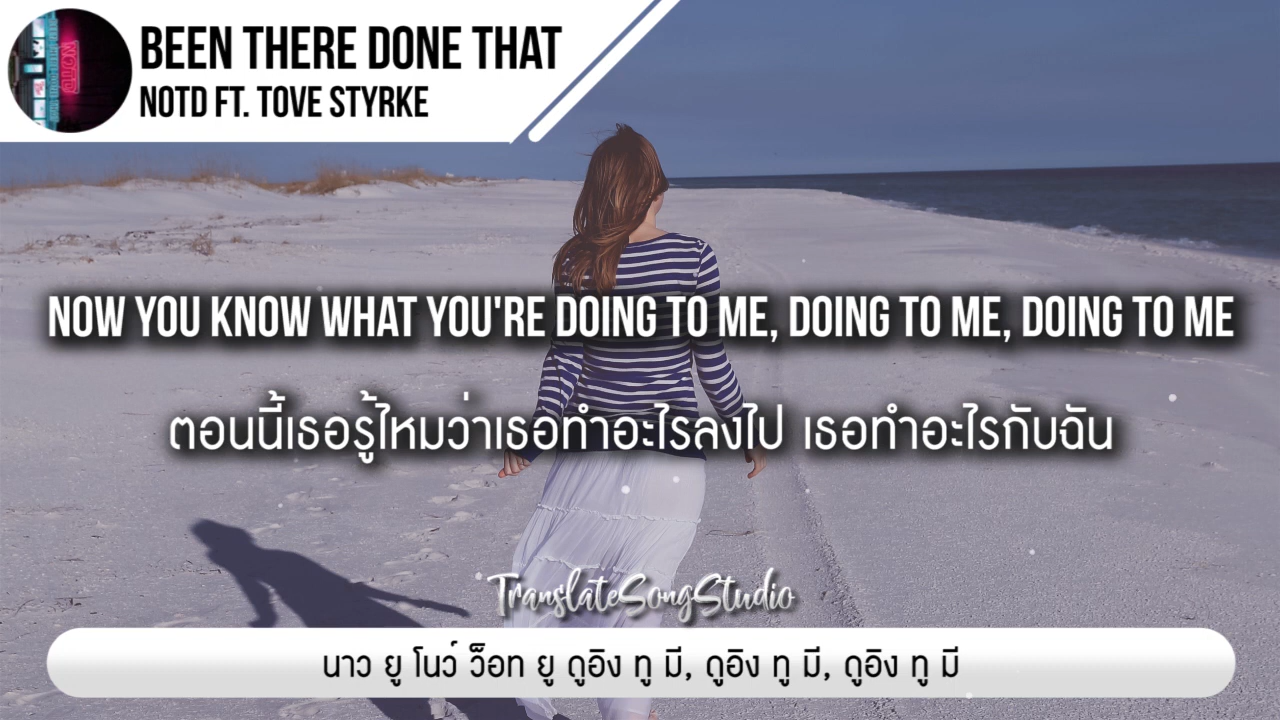 BEEN THERE DONE THAT
NOTD FT. TOVE STYRKE
NOW YOU KNOW WHAT YOU'RE DOING TO ME, DOING TO ME, DOING TO ME
ตอนนี้เธอรู้ไหมว่าเธอทำอะไรลงไป เธอทำอะไรกับฉัน
TranslateSongStudio
นาว ยู โนว์ ว็อท ยู ดูอิง ทู มี, ดูอิง ทู มี, ดูอิง ทู มี